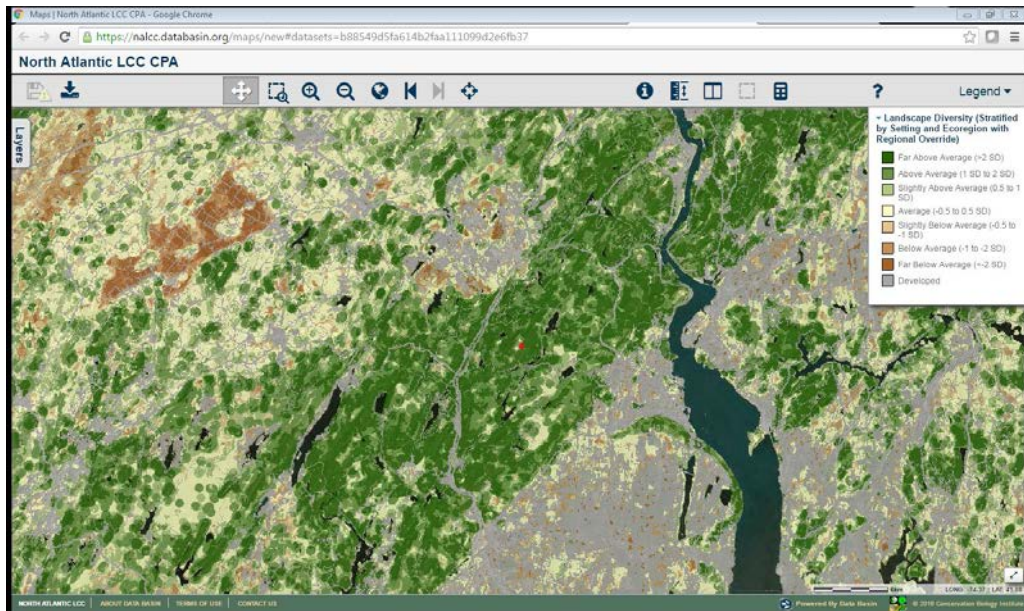 Maps | North Atlantic LCC CPA - Google Chrome
https://nalcc.databasin.org/maps/new#datasets=b88549d5fa614b2faa111099d2e6fb37
North Atlantic LCC CPA
? Legend
Layers
Landscape Diversity (Stratified
by Setting and Ecoregion with
Regional Override)
Far Above Average (>2 SD)
Above Average (1 SD to 2 SD)
Slightly Above Average (0.5 to 1
SD)
Average (-0.5 to 0.5 SD)
Slightly Below Average (-0.5 to
-1 SD)
Below Average (-1 to -2 SD)
Far Below Average (<-2 SD)
Developed
NORTH ATLANTIC LCC | ABOUT DATA BASIN | TERMS OF USE | CONTACT US
Powered By Data Basin
© 2016 Conservation Biology Institute